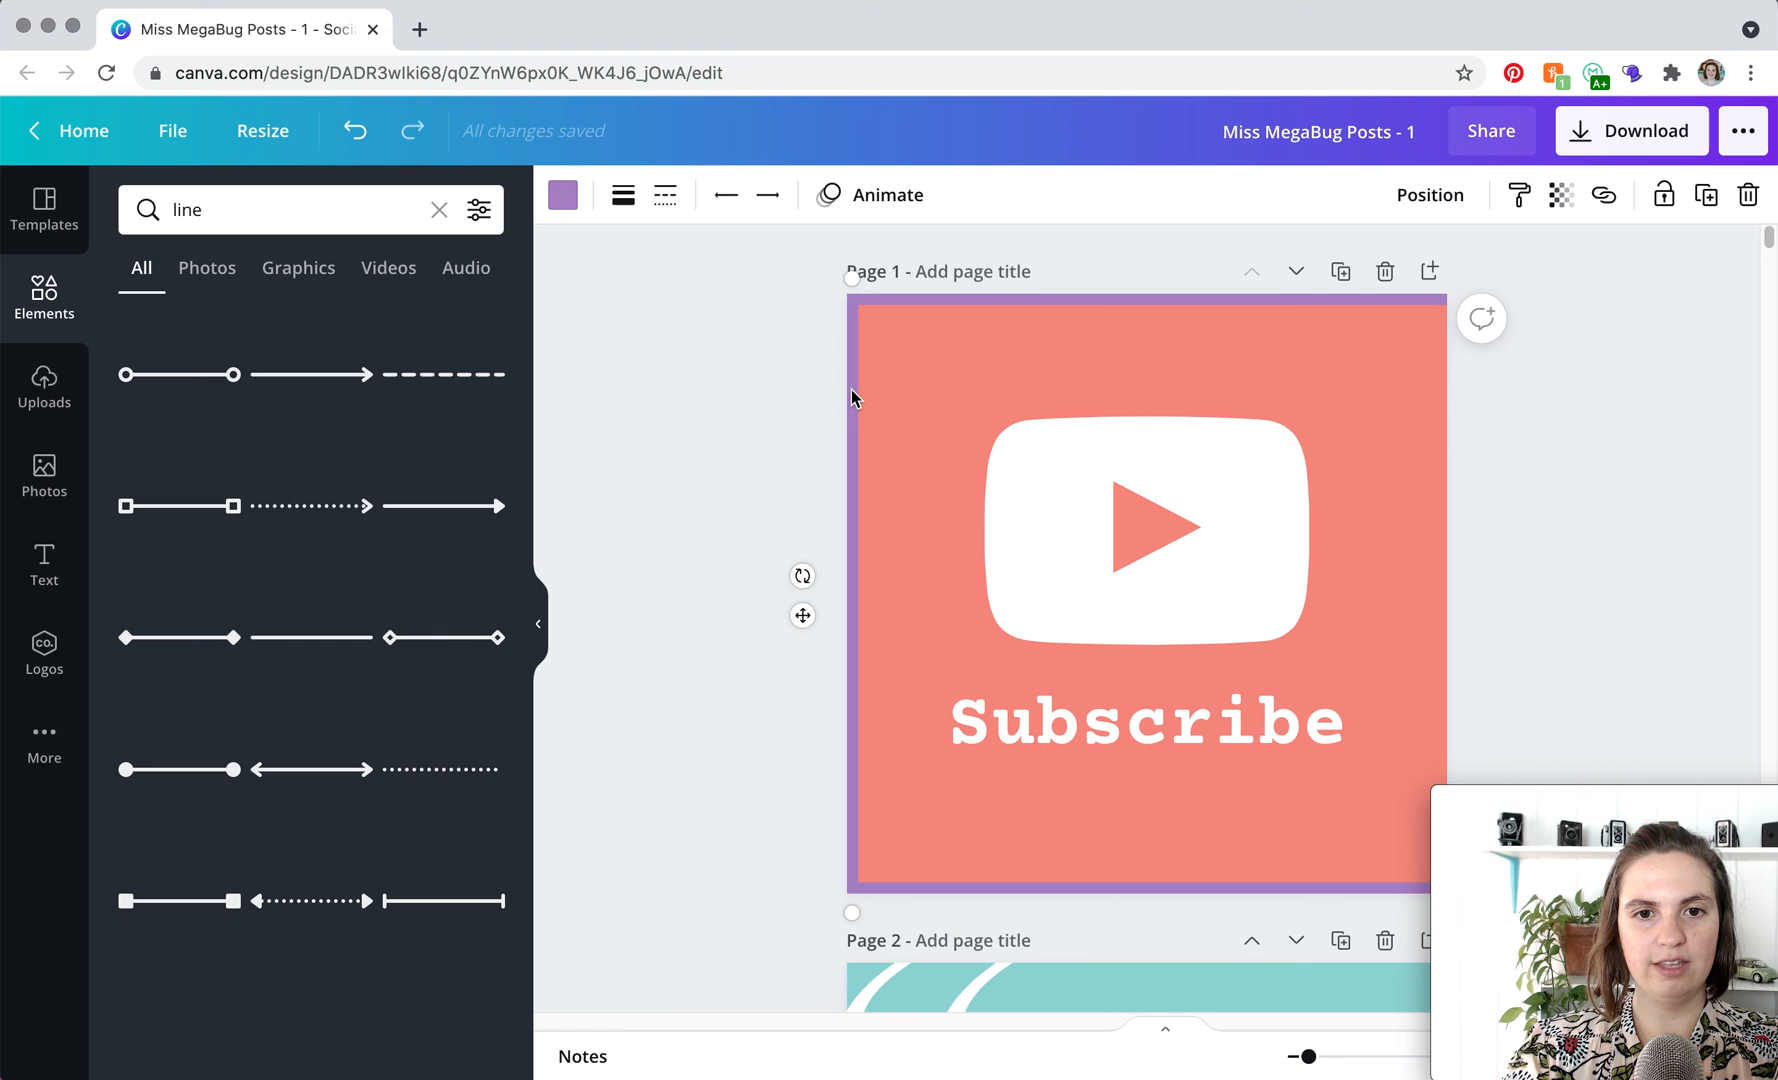 Miss MegaBug Posts - 1 - Soci
canva.com/design/DADR3wIki68/q0ZYnW6px0K_WK4J6_jOwA/edit
1
A+
Home
File
Resize
All changes saved
Miss MegaBug Posts - 1
Share
Download
Templates
Elements
Uploads
Photos
Text
CO.
Logos
More
line
All
Photos
Graphics
Videos
Audio
Animate
Position
Page 1 - Add page title
Subscribe
Page 2 - Add page title
Notes